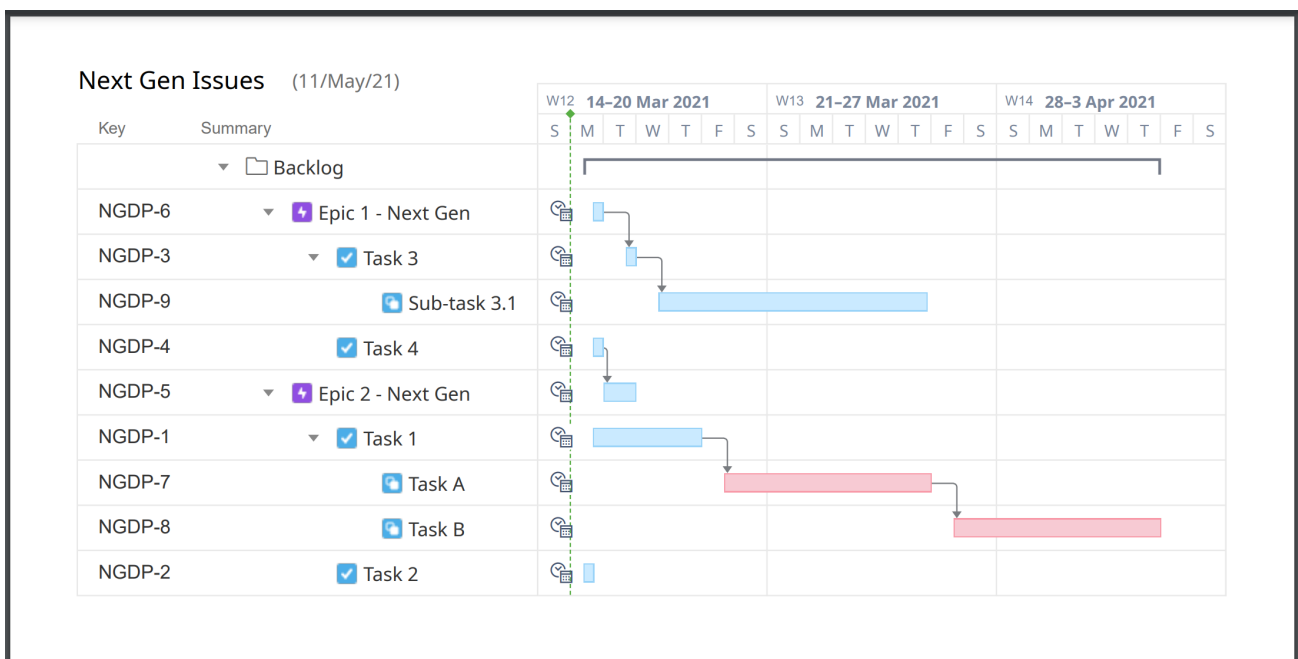 Next Gen Issues (11/May/21)
W12 14–20 Mar 2021 W13 21–27 Mar 2021 W14 28–3 Apr 2021
Key Summary S M T W T F S S M T W T F S S M T W T F S
Backlog
NGDP-6 Epic 1 - Next Gen
NGDP-3 Task 3
NGDP-9 Sub-task 3.1
NGDP-4 Task 4
NGDP-5 Epic 2 - Next Gen
NGDP-1 Task 1
NGDP-7 Task A
NGDP-8 Task B
NGDP-2 Task 2